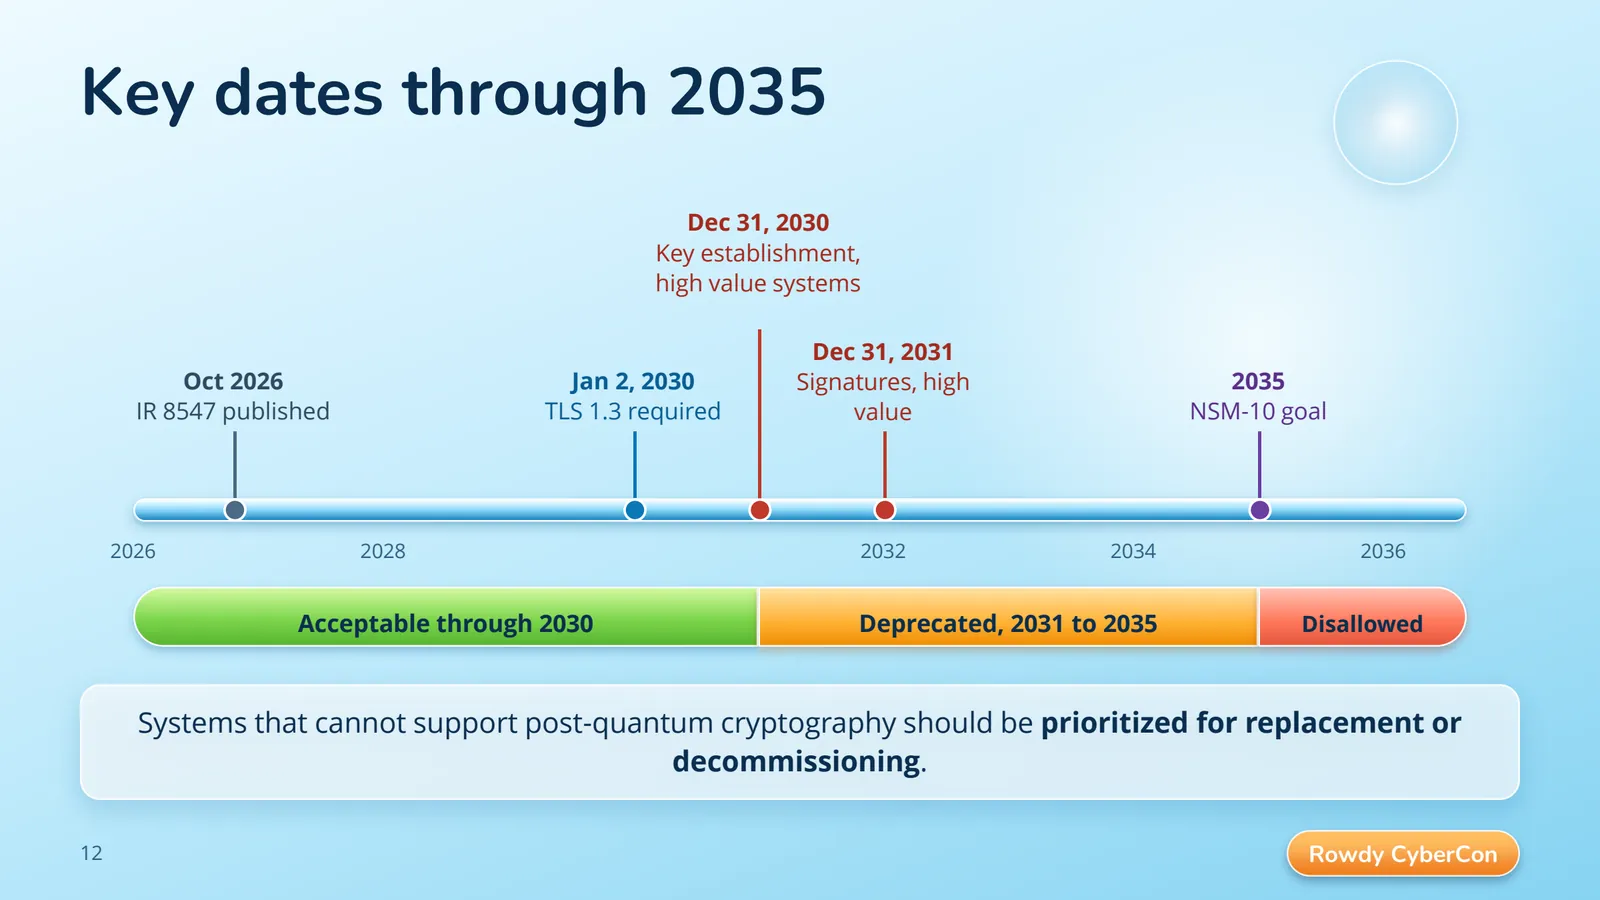 Key dates through 2035
Dec 31, 2030
Key establishment,
high value systems
Dec 31, 2031
Signatures, high
value
Oct 2026
IR 8547 published
Jan 2, 2030
TLS 1.3 required
2035
NSM-10 goal
2026
2028
2032
2034
2036
Acceptable through 2030
Deprecated, 2031 to 2035
Disallowed
Systems that cannot support post-quantum cryptography should be prioritized for replacement or
decommissioning.
12
Rowdy CyberCon